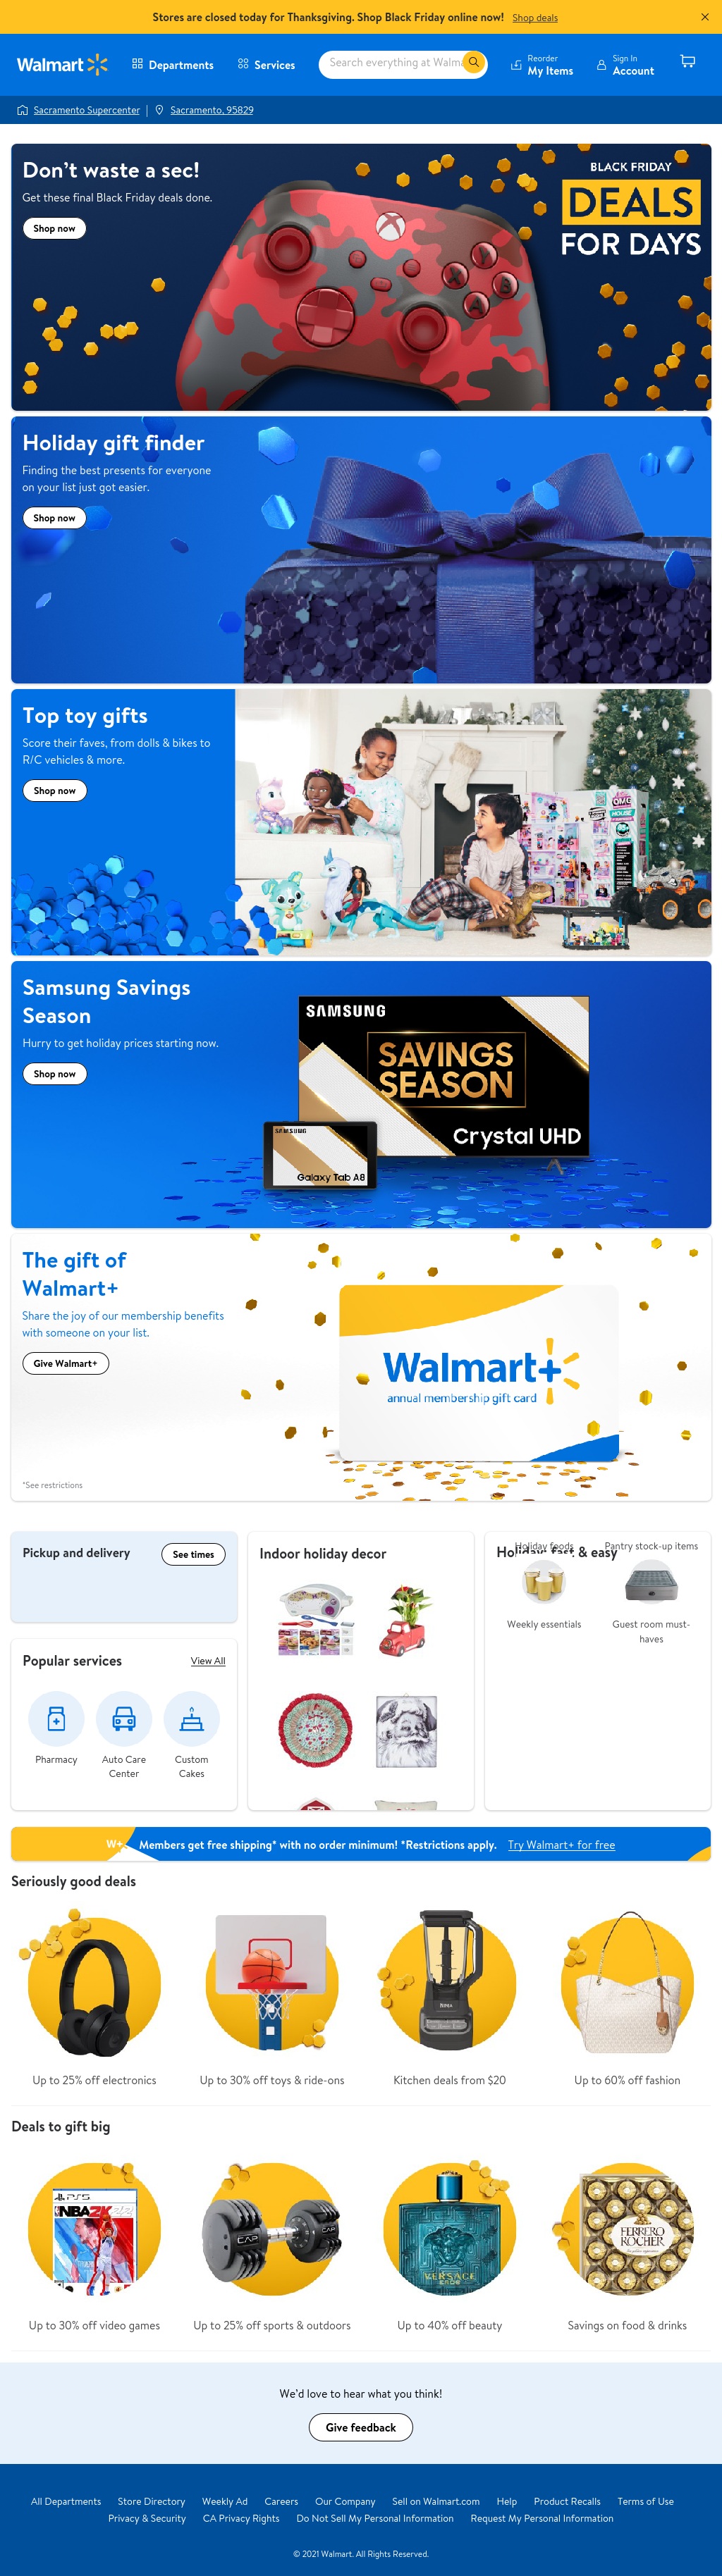 Stores are closed today for Thanksgiving. Shop Black Friday online now! Shop deals
Walmart
Departments
Services
Search everything at Walm
Reorder
My Items
Sign In
Account
Sacramento Supercenter
Sacramento, 95829
Don't waste a sec!
Get these final Black Friday deals done.
Shop now
BLACK FRIDAY
DEALS
FOR DAYS
X
Y
B
A
Holiday gift finder
Finding the best presents for everyone
on your list just got easier.
Shop now
Top toy gifts
Score their faves, from dolls & bikes to
R/C vehicles & more.
Shop now
OMG
HOUSE
Samsung Savings
Season
Hurry to get holiday prices starting now.
Shop now
SAMSUNG
SAVINGS
SEASON
Crystal UHD
SAMSUNG
SAVINGS
SEASON
Galaxy Tab A8
The gift of
Walmart+
Share the joy of our membership benefits
with someone on your list.
Give Walmart+
*See restrictions
Walmart+
annual membership gift card
Pickup and delivery
See times
Popular services
View All
Pharmacy
Auto Care
Center
Custom
Cakes
Indoor holiday decor
Holiday: fast & easy
Holiday foods
Pantry stock-up items
Weekly essentials
Guest room must-
haves
W+
Members get free shipping* with no order minimum! *Restrictions apply. Try Walmart+ for free
Seriously good deals
NINJA
Up to 25% off electronics
Up to 30% off toys & ride-ons
Kitchen deals from $20
Up to 60% off fashion
Deals to gift big
PS5
NBA2K22
CAP
CAP
VERSACE
EROS
FERRERO
ROCHER
Up to 30% off video games
Up to 25% off sports & outdoors
Up to 40% off beauty
Savings on food & drinks
We'd love to hear what you think!
Give feedback
All Departments Store Directory Weekly Ad Careers Our Company Sell on Walmart.com Help Product Recalls Terms of Use
Privacy & Security CA Privacy Rights Do Not Sell My Personal Information Request My Personal Information
© 2021 Walmart. All Rights Reserved.